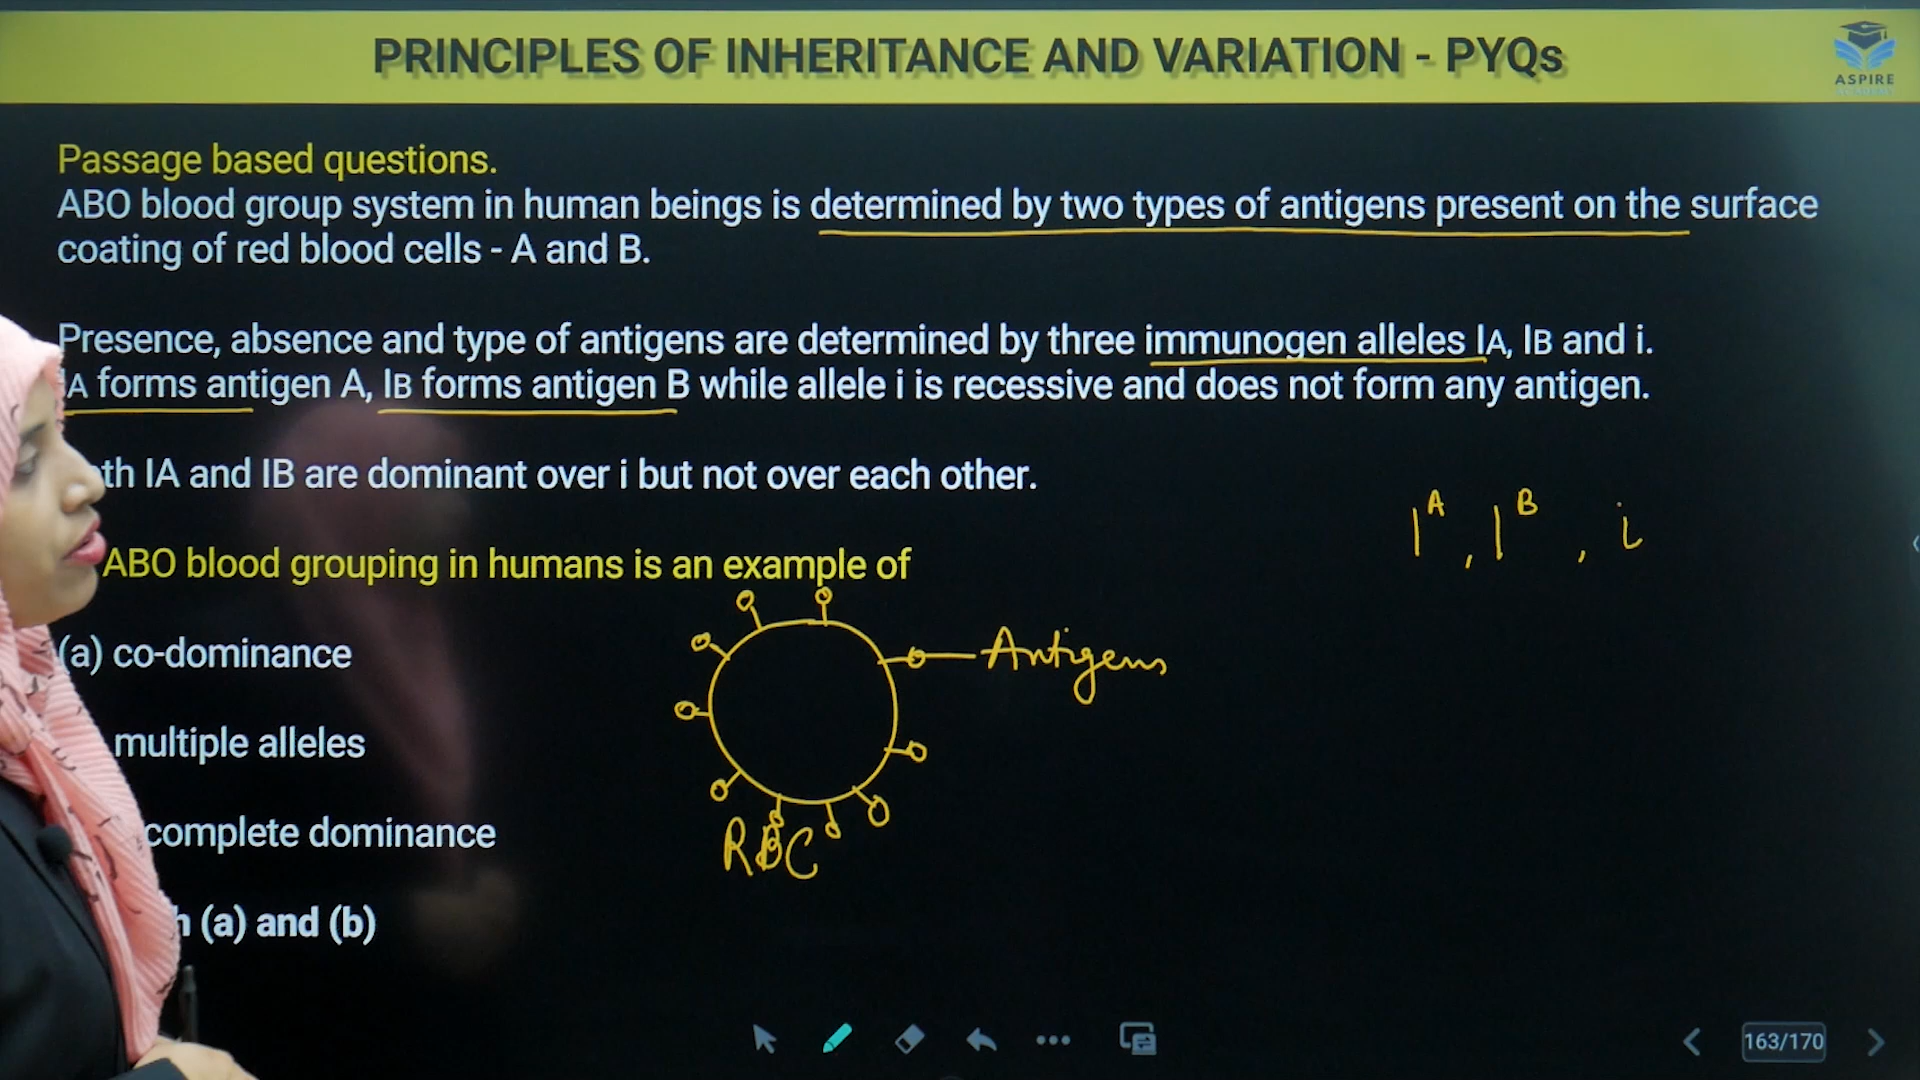 PRINCIPLES OF INHERITANCE AND VARIATION - PYQs
ASPIRE
Passage based questions.
ABO blood group system in human beings is determined by two types of antigens present on the surface
coating of red blood cells - A and B.
Presence, absence and type of antigens are determined by three immunogen alleles IA, IB and i.
IA forms antigen A, IB forms antigen B while allele i is recessive and does not form any antigen.
th IA and IB are dominant over i but not over each other.
I^A, I^B, i
ABO blood grouping in humans is an example of
(a) co-dominance
Antigens
multiple alleles
complete dominance
RBC
h (a) and (b)
163/170